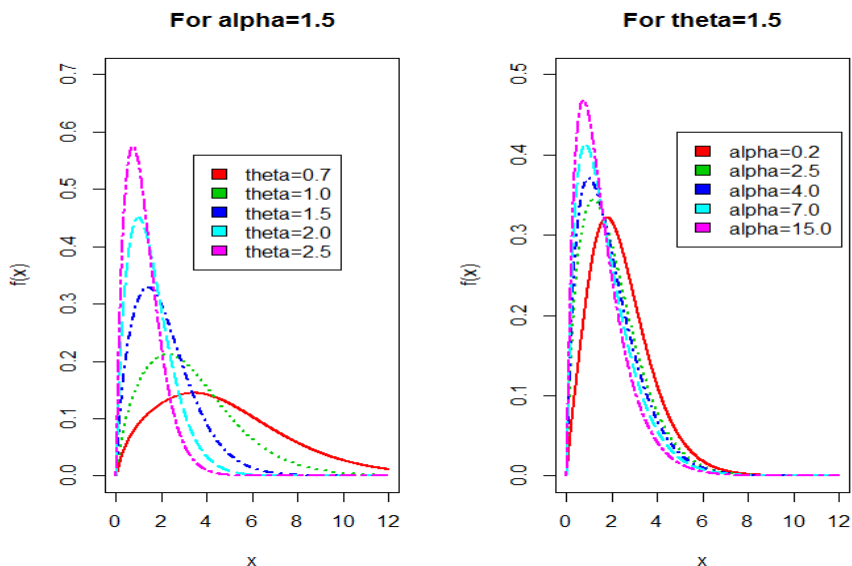 For alpha=1.5
0.7
0.6
0.5
0.4
0.3
0.2
0.1
0.0
f(x)
theta=0.7
theta=1.0
theta=1.5
theta=2.0
theta=2.5
0 2 4 6 8 10 12
x
For theta=1.5
0.5
0.4
0.3
0.2
0.1
0.0
f(x)
alpha=0.2
alpha=2.5
alpha=4.0
alpha=7.0
alpha=15.0
0 2 4 6 8 10 12
x